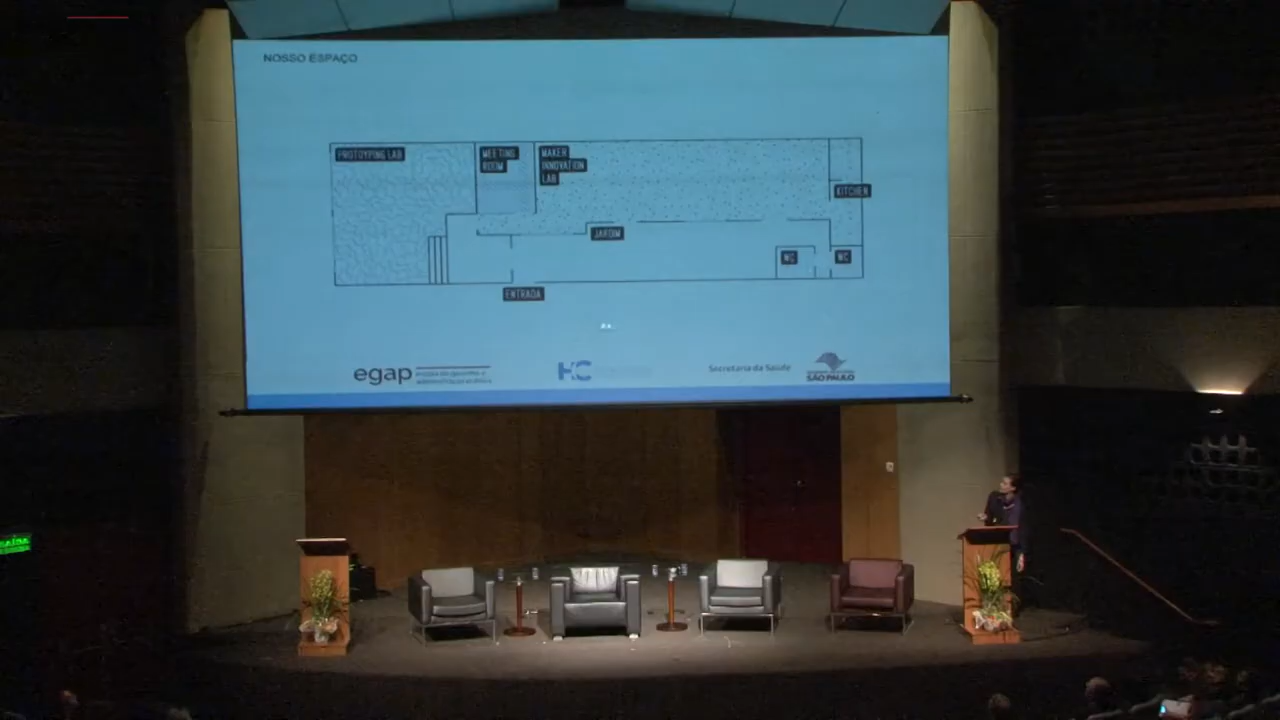 NOSSO ESPAÇO
PROTOYPING LAB
MEETING
ROOM
MAKER
INNOVATION
LAB
KITCHEN
JARDIM
WC
WC
ENTRADA
egap
HC
Secretaria da Saúde
SÃO PAULO